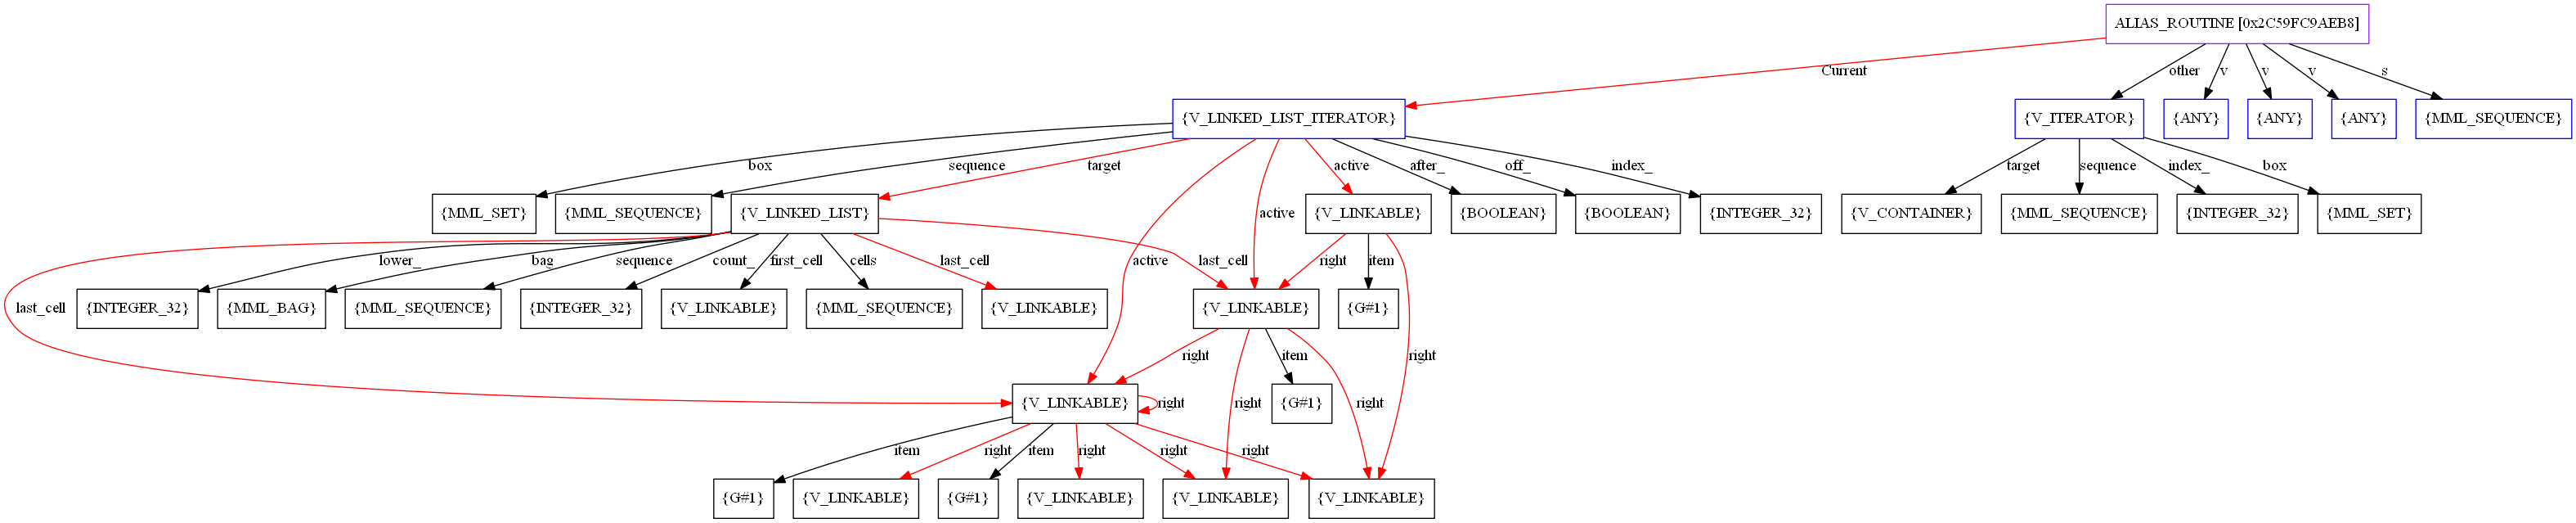 ALIAS_ROUTINE [0x2C59FC9AEB8]
Current
other
v
v
v
s
{V_LINKED_LIST_ITERATOR}
{V_ITERATOR}
{ANY}
{ANY}
{ANY}
{MML_SEQUENCE}
box
sequence
target
active
active
active
after_
off_
index_
target
sequence
index_
box
{MML_SET}
{MML_SEQUENCE}
{V_LINKED_LIST}
{V_LINKABLE}
{BOOLEAN}
{BOOLEAN}
{INTEGER_32}
{V_CONTAINER}
{MML_SEQUENCE}
{INTEGER_32}
{MML_SET}
last_cell
lower_
bag
sequence
count_
first_cell
cells
last_cell
last_cell
right
item
right
{INTEGER_32}
{MML_BAG}
{MML_SEQUENCE}
{INTEGER_32}
{V_LINKABLE}
{MML_SEQUENCE}
{V_LINKABLE}
{V_LINKABLE}
{G#1}
right
right
item
right
{V_LINKABLE}
right
{G#1}
item
right
item
right
right
right
{G#1}
{V_LINKABLE}
{G#1}
{V_LINKABLE}
{V_LINKABLE}
{V_LINKABLE}